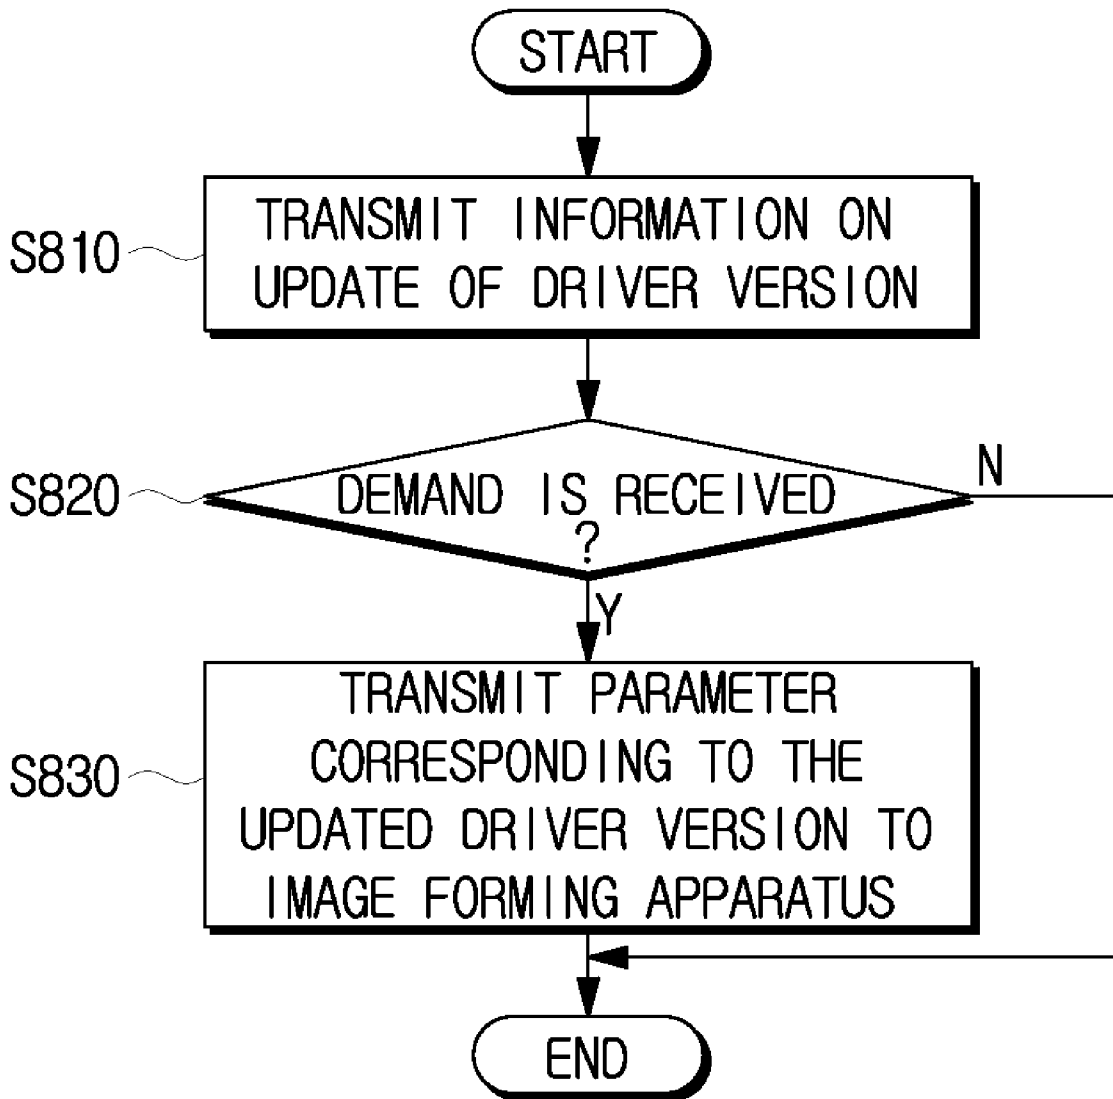 START
S810
TRANSMIT INFORMATION ON
UPDATE OF DRIVER VERSION
S820
DEMAND IS RECEIVED
?
N
Y
S830
TRANSMIT PARAMETER
CORRESPONDING TO THE
UPDATED DRIVER VERSION TO
IMAGE FORMING APPARATUS
END